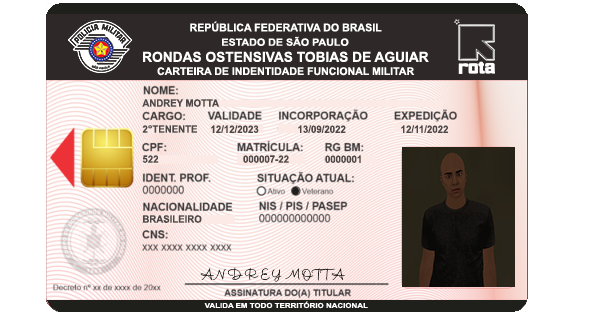 POLICIA MILITAR
REPÚBLICA FEDERATIVA DO BRASIL
ESTADO DE SÃO PAULO
RONDAS OSTENSIVAS TOBIAS DE AGUIAR
CARTEIRA DE INDENTIDADE FUNCIONAL MILITAR
rota
NOME:
ANDREY MOTTA
CARGO: VALIDADE INCORPORAÇÃO EXPEDIÇÃO
2°TENENTE 12/12/2023 13/09/2022 12/11/2022
CPF: MATRÍCULA: RG BM:
522 000007-22 0000001
IDENT. PROF. SITUAÇÃO ATUAL:
0000000 Ativo Veterano
NACIONALIDADE NIS / PIS / PASEP
BRASILEIRO 000000000000
CNS:
xxx xxxx xxxx xxxx
ANDREY MOTTA
Decreto nº xx de xxxx de 20xx
ASSINATURA DO(A) TITULAR
VALIDA EM TODO TERRITÓRIO NACIONAL